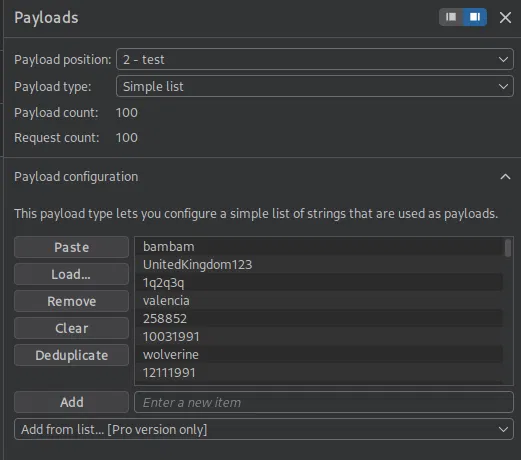 Payloads
Payload position: 2 - test
Payload type: Simple list
Payload count: 100
Request count: 100
Payload configuration
This payload type lets you configure a simple list of strings that are used as payloads.
Paste
Load...
Remove
Clear
Deduplicate
bambam
UnitedKingdom123
1q2q3q
valencia
258852
10031991
wolverine
12111991
Add
Enter a new item
Add from list... [Pro version only]